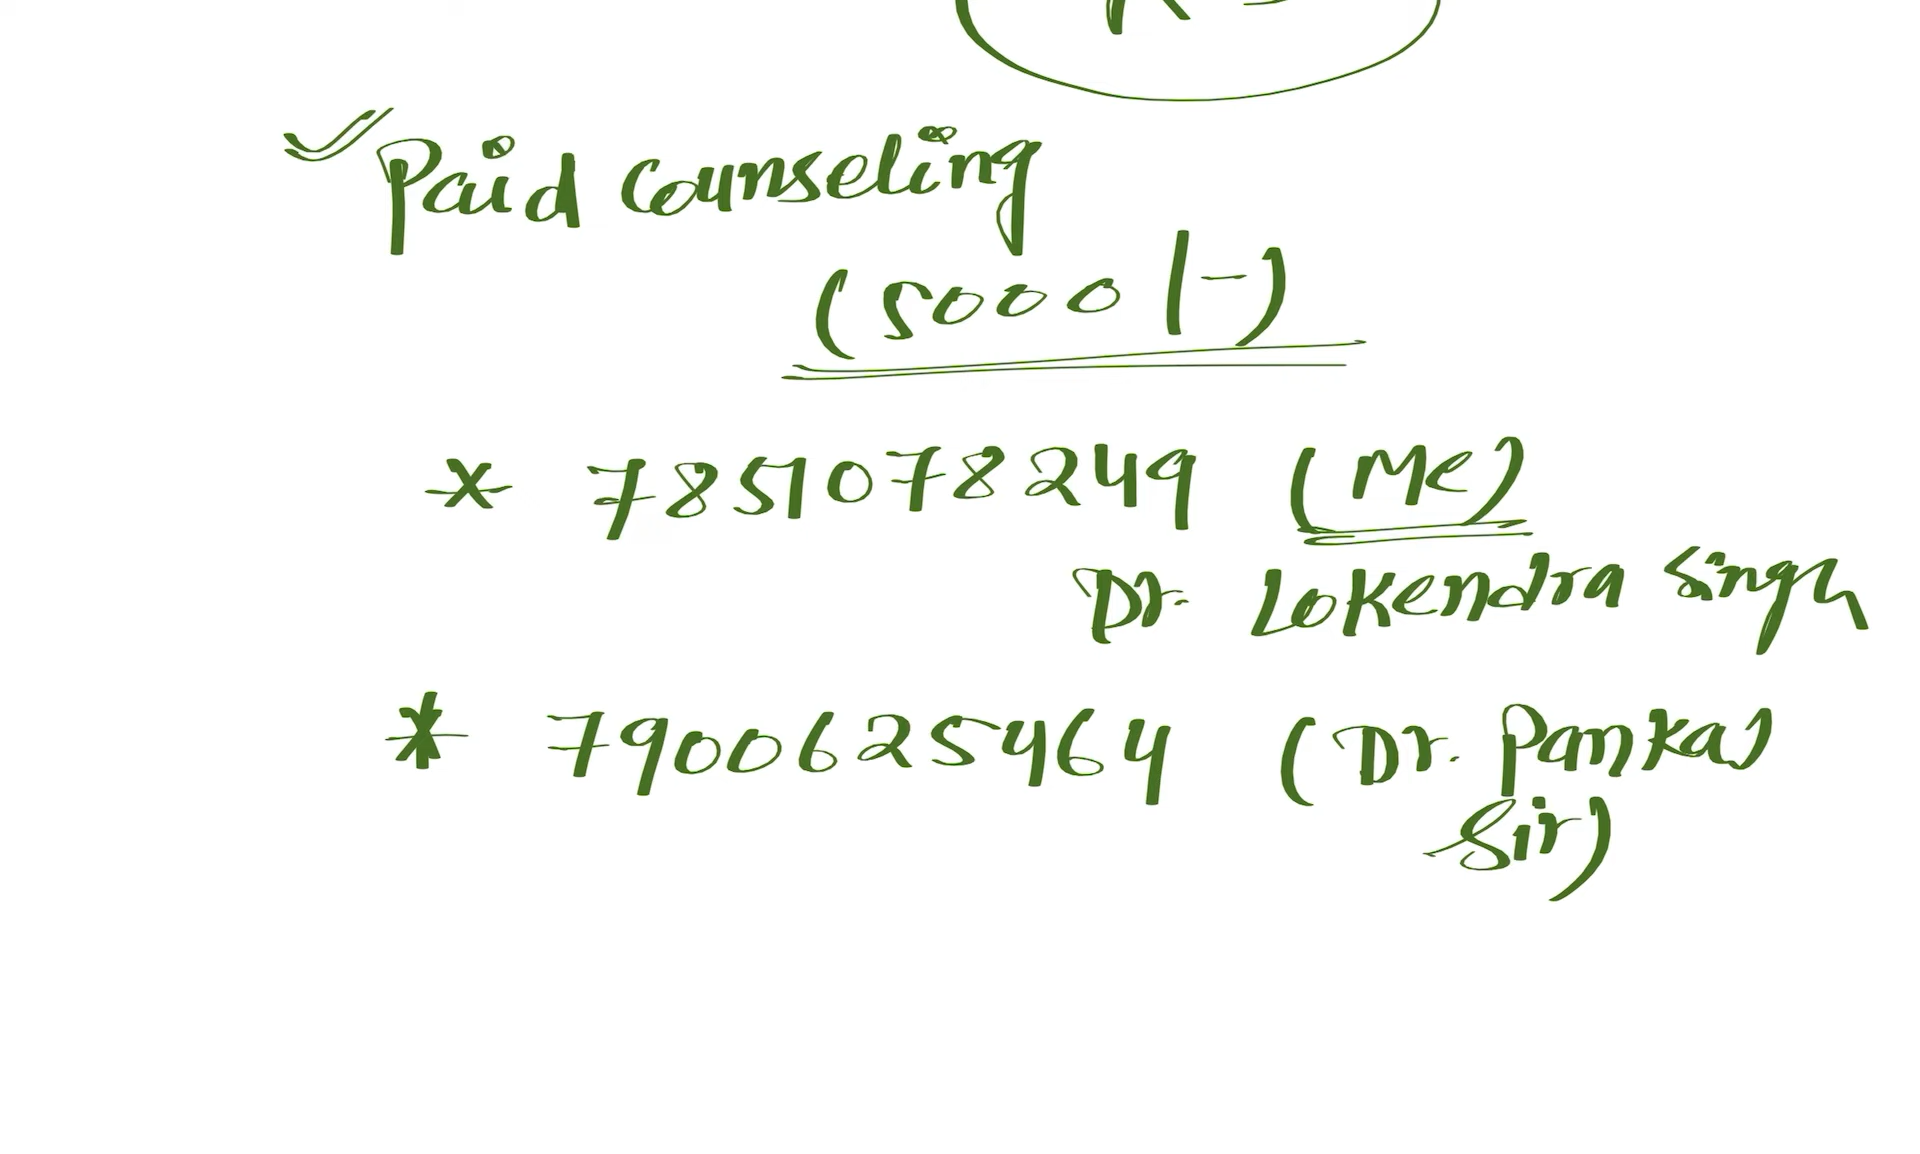 Paid counseling
(5000/-)
* 7851078249 (Me)
Dr. Lokendra Singh
* 7900625464 (Dr. Pankaj
Sir)